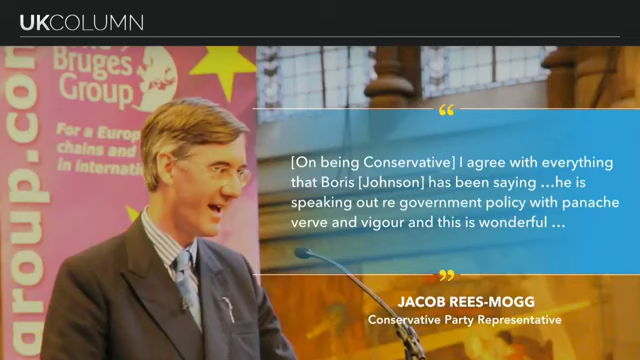 UKCOLUMN
Bruges
Group
For a Europ
chains and
in internati
group.com
“
[On being Conservative] I agree with everything
that Boris [Johnson] has been saying …he is
speaking out re government policy with panache
verve and vigour and this is wonderful …
”
JACOB REES-MOGG
Conservative Party Representative